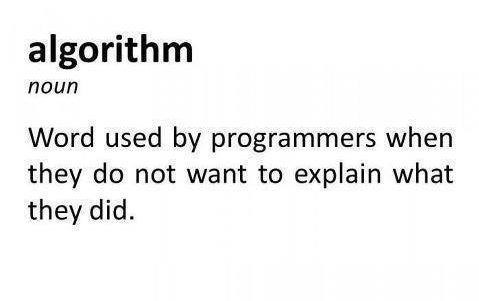 algorithm
noun
Word used by programmers when
they do not want to explain what
they did.